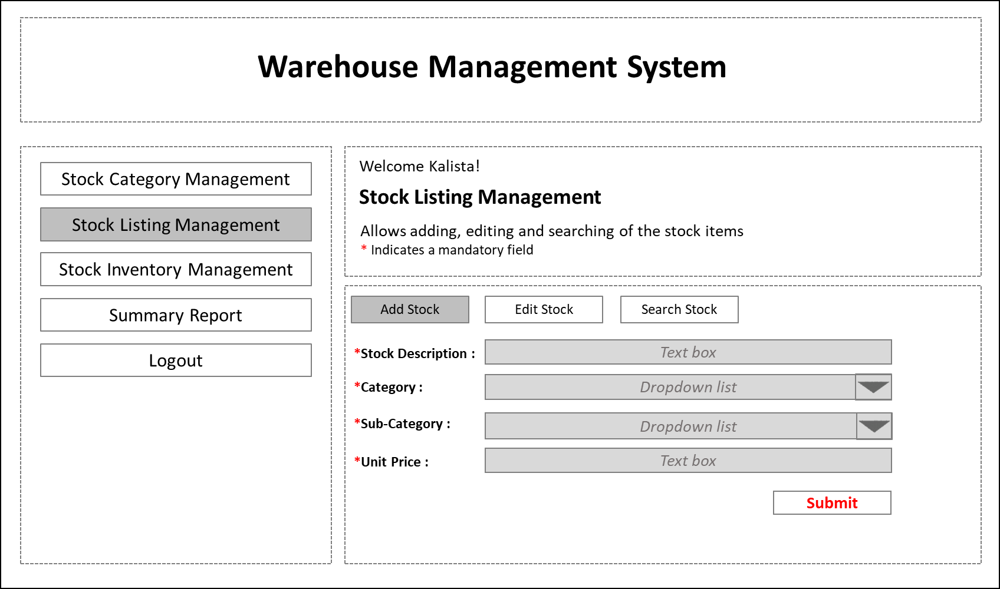 Warehouse Management System
Stock Category Management
Stock Listing Management
Stock Inventory Management
Summary Report
Logout
Welcome Kalista!
Stock Listing Management
Allows adding, editing and searching of the stock items
* Indicates a mandatory field
Add Stock Edit Stock Search Stock
*Stock Description : Text box
*Category : Dropdown list
*Sub-Category : Dropdown list
*Unit Price : Text box
Submit